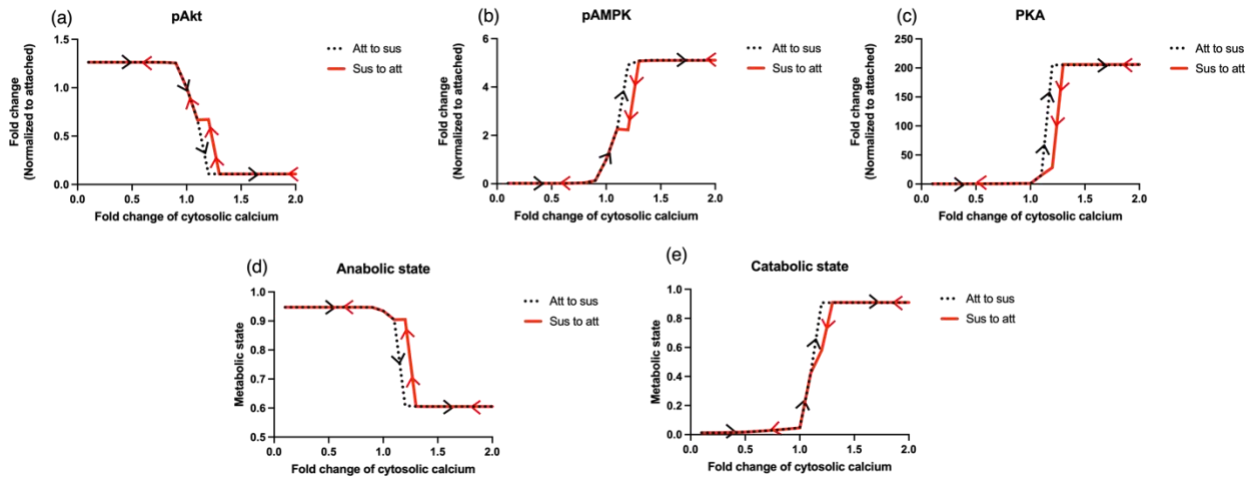 (a)
pAkt
Fold change
(Normalized to attached)
1.5
1.0
0.5
0.0
0.0 0.5 1.0 1.5 2.0
Fold change of cytosolic calcium
Att to sus
Sus to att
(b)
pAMPK
Fold change
(Normalized to attached)
6
4
2
0
0.0 0.5 1.0 1.5 2.0
Fold change of cytosolic calcium
Att to sus
Sus to att
(c)
PKA
Fold change
(Normalized to attached)
250
200
150
100
50
0
0.0 0.5 1.0 1.5 2.0
Fold change of cytosolic calcium
Att to sus
Sus to att
(d)
Anabolic state
Metabolic state
1.0
0.9
0.8
0.7
0.6
0.5
0.0 0.5 1.0 1.5 2.0
Fold change of cytosolic calcium
Att to sus
Sus to att
(e)
Catabolic state
Metabolic state
1.0
0.8
0.6
0.4
0.2
0.0
0.0 0.5 1.0 1.5 2.0
Fold change of cytosolic calcium
Att to sus
Sus to att